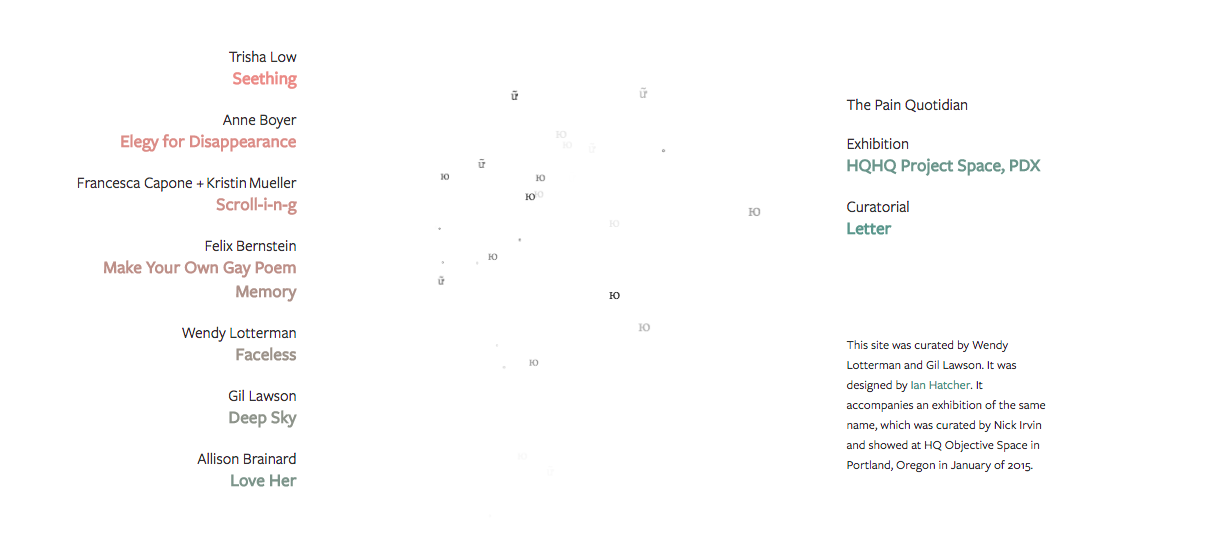 Trisha Low
Seething
Anne Boyer
Elegy for Disappearance
Francesca Capone + Kristin Mueller
Scroll-i-n-g
Felix Bernstein
Make Your Own Gay Poem
Memory
Wendy Lotterman
Faceless
Gil Lawson
Deep Sky
Allison Brainard
Love Her
ю
ю
ю
ю
ю
ю
ю
ю
ю
The Pain Quotidian
Exhibition
HQHQ Project Space, PDX
Curatorial
Letter
This site was curated by Wendy
Lotterman and Gil Lawson. It was
designed by Ian Hatcher. It
accompanies an exhibition of the same
name, which was curated by Nick Irvin
and showed at HQ Objective Space in
Portland, Oregon in January of 2015.